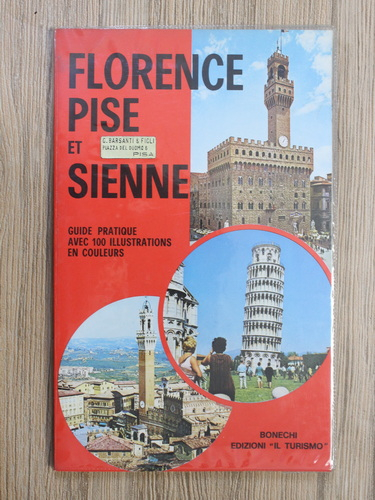 FLORENCE
PISE
ET
C. BARSANTI & FIGLI
PIAZZA DEL DUOMO 6
PISA
SIENNE
GUIDE PRATIQUE
AVEC 100 ILLUSTRATIONS
EN COULEURS
BONECHI
EDIZIONI "IL TURISMO"